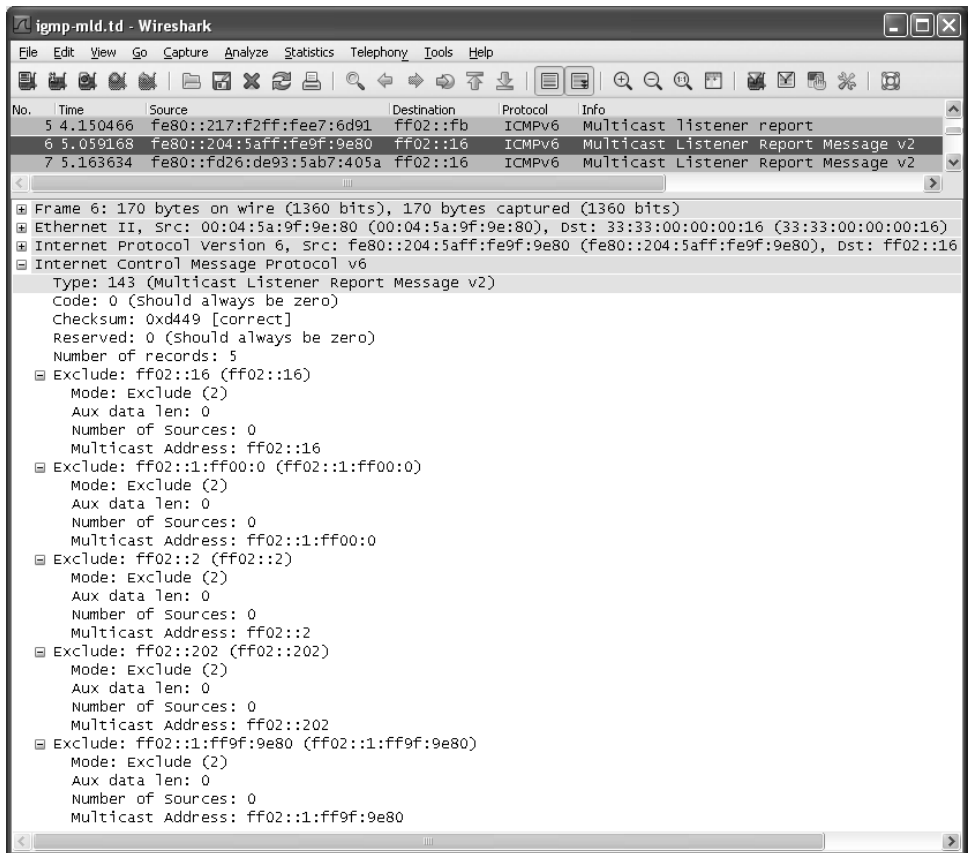 igmp-mld.td - Wireshark
File Edit View Go Capture Analyze Statistics Telephony Tools Help
No. Time Source Destination Protocol Info
5 4.150466 fe80::217:f2ff:fee7:6d91 ff02::fb ICMPv6 Multicast listener report
6 5.059168 fe80::204:5aff:fe9f:9e80 ff02::16 ICMPv6 Multicast Listener Report Message v2
7 5.163634 fe80::fd26:de93:5ab7:405a ff02::16 ICMPv6 Multicast Listener Report Message v2
Frame 6: 170 bytes on wire (1360 bits), 170 bytes captured (1360 bits)
Ethernet II, Src: 00:04:5a:9f:9e:80 (00:04:5a:9f:9e:80), Dst: 33:33:00:00:00:16 (33:33:00:00:00:16)
Internet Protocol Version 6, Src: fe80::204:5aff:fe9f:9e80 (fe80::204:5aff:fe9f:9e80), Dst: ff02::16
Internet Control Message Protocol v6
Type: 143 (Multicast Listener Report Message v2)
Code: 0 (Should always be zero)
Checksum: 0xd449 [correct]
Reserved: 0 (Should always be zero)
Number of records: 5
Exclude: ff02::16 (ff02::16)
Mode: Exclude (2)
Aux data len: 0
Number of Sources: 0
Multicast Address: ff02::16
Exclude: ff02::1:ff00:0 (ff02::1:ff00:0)
Mode: Exclude (2)
Aux data len: 0
Number of Sources: 0
Multicast Address: ff02::1:ff00:0
Exclude: ff02::2 (ff02::2)
Mode: Exclude (2)
Aux data len: 0
Number of Sources: 0
Multicast Address: ff02::2
Exclude: ff02::202 (ff02::202)
Mode: Exclude (2)
Aux data len: 0
Number of Sources: 0
Multicast Address: ff02::202
Exclude: ff02::1:ff9f:9e80 (ff02::1:ff9f:9e80)
Mode: Exclude (2)
Aux data len: 0
Number of Sources: 0
Multicast Address: ff02::1:ff9f:9e80